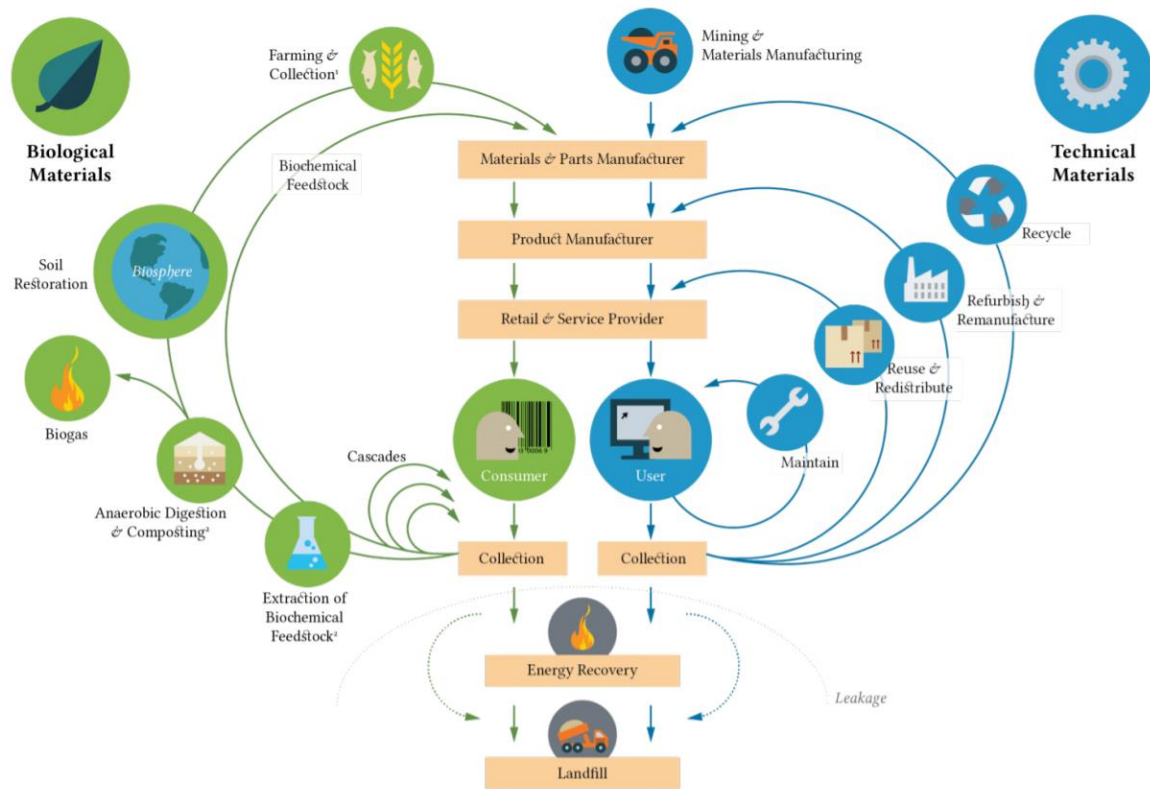 Biological
Materials
Farming &
Collection¹
Mining &
Materials Manufacturing
Technical
Materials
Materials & Parts Manufacturer
Biochemical
Feedstock
Recycle
Product Manufacturer
Biosphere
Soil
Restoration
Refurbish &
Remanufacture
Retail & Service Provider
Reuse &
Redistribute
Biogas
Cascades
Consumer
User
Maintain
Anaerobic Digestion
& Composting²
Collection
Collection
Extraction of
Biochemical
Feedstock²
Energy Recovery
Leakage
Landfill